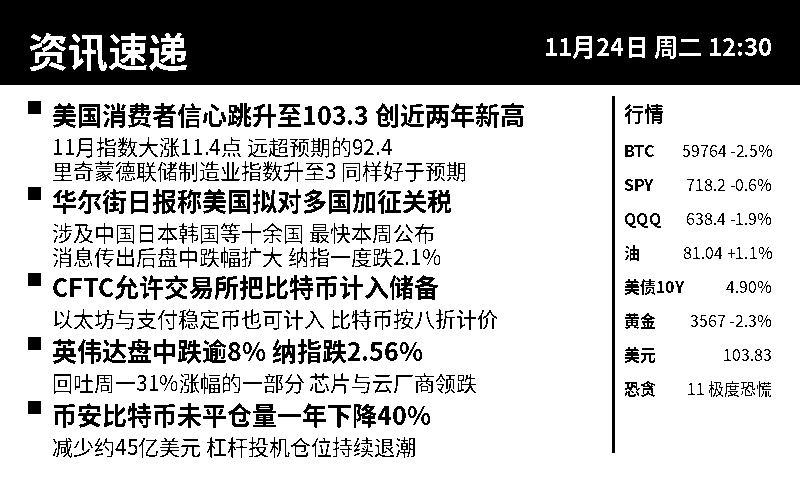 资讯速递
11月24日 周二 12:30
美国消费者信心跳升至103.3 创近两年新高
11月指数大涨11.4点 远超预期的92.4
里奇蒙德联储制造业指数升至3 同样好于预期
华尔街日报称美国拟对多国加征关税
涉及中国日本韩国等十余国 最快本周公布
消息传出后盘中跌幅扩大 纳指一度跌2.1%
CFTC允许交易所把比特币计入储备
以太坊与支付稳定币也可计入 比特币按八折计价
英伟达盘中跌逾8% 纳指跌2.56%
回吐周一31%涨幅的一部分 芯片与云厂商领跌
币安比特币未平仓量一年下降40%
减少约45亿美元 杠杆投机仓位持续退潮
行情
BTC 59764 -2.5%
SPY 718.2 -0.6%
QQQ 638.4 -1.9%
油 81.04 +1.1%
美债10Y 4.90%
黄金 3567 -2.3%
美元 103.83
恐贪 11 极度恐慌